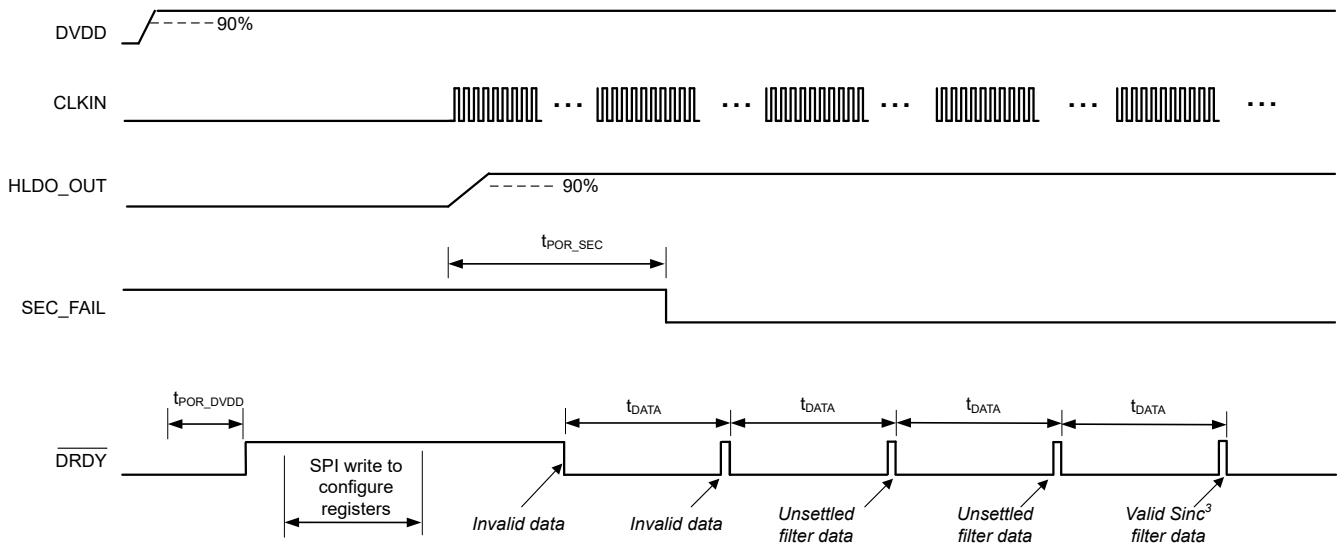 DVDD
90%
CLKIN
... ... ... ... ...
HLDO_OUT
90%
tPOR_SEC
SEC_FAIL
tPOR_DVDD
tDATA
tDATA
tDATA
tDATA
DRDY
SPI write to
configure
registers
Invalid data
Invalid data
Unsettled
filter data
Unsettled
filter data
Valid Sinc³
filter data